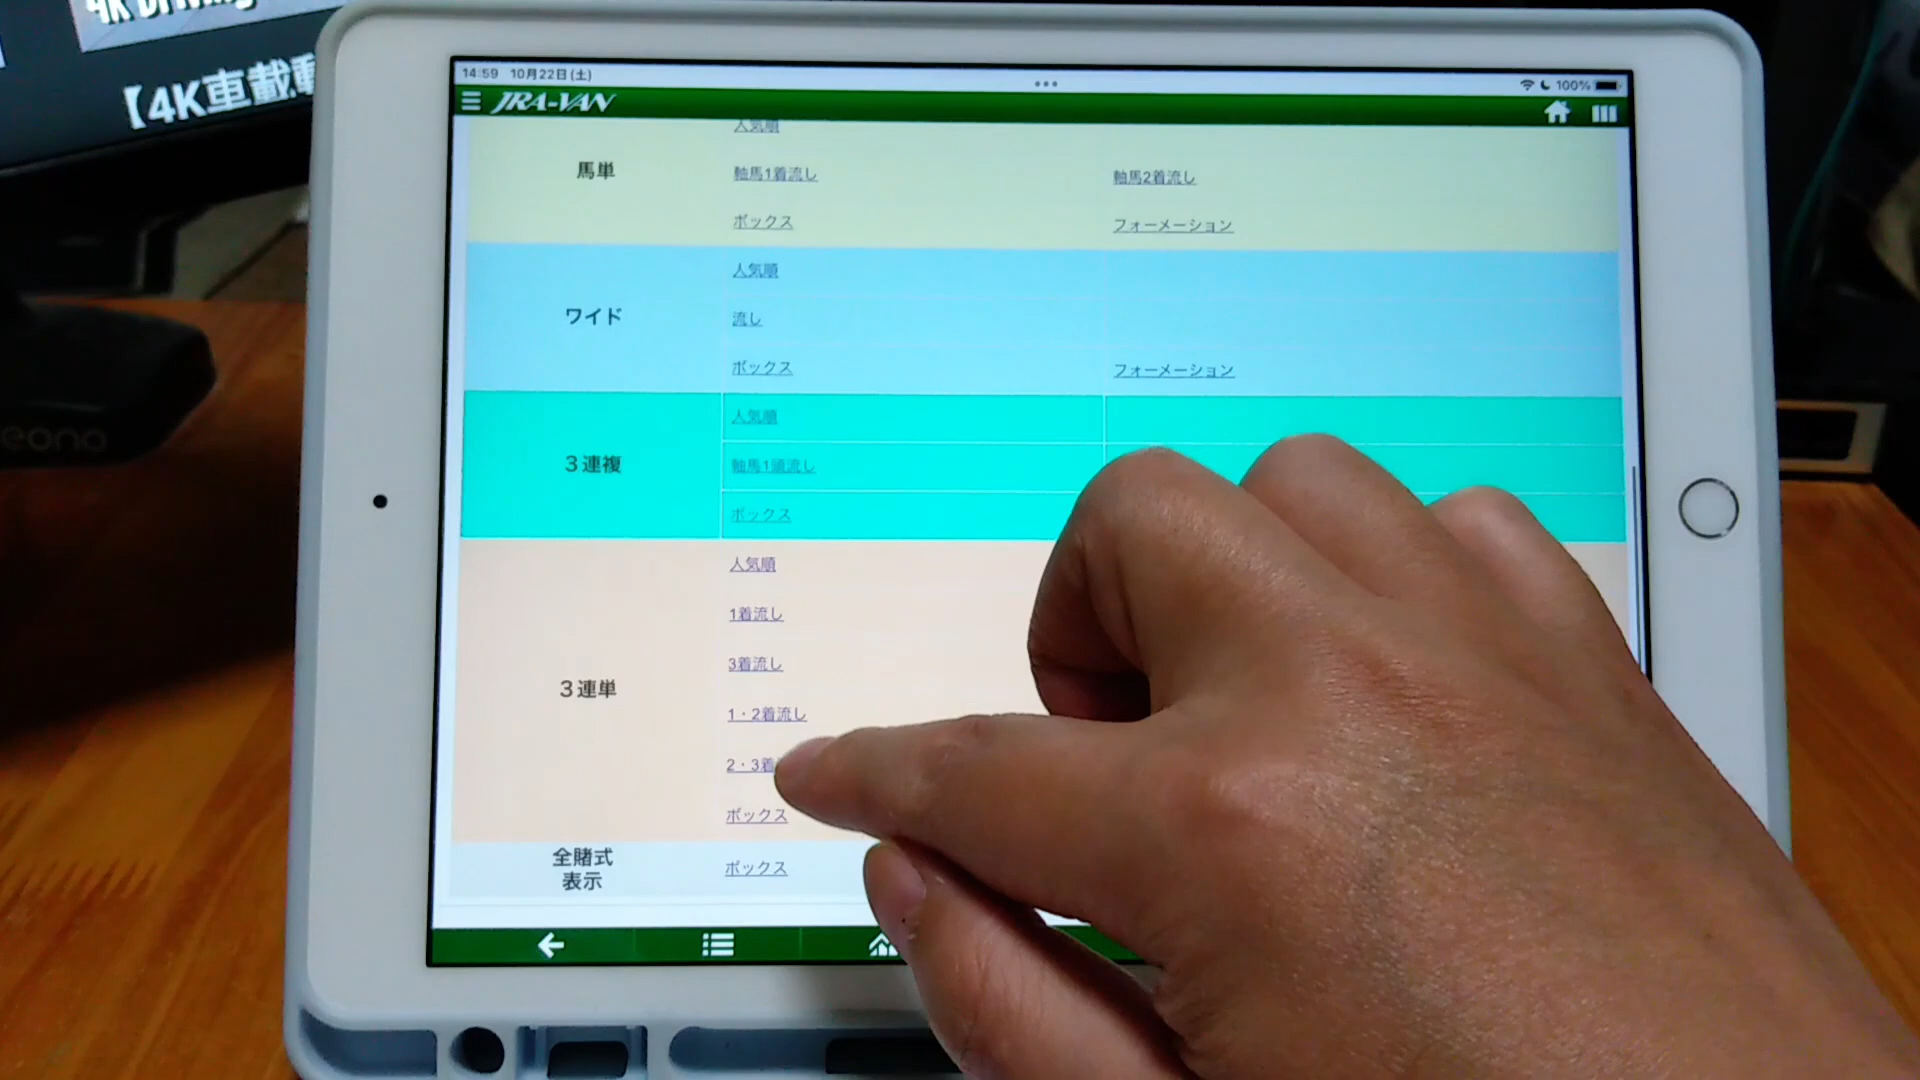 【4K車載動
14:59 10月22日(土)
100%
JRA-VAN
人気順
馬単
軸馬1着流し
軸馬2着流し
ボックス
フォーメーション
人気順
ワイド
流し
ボックス
フォーメーション
人気順
3連複
軸馬1頭流し
ボックス
人気順
1着流し
3着流し
3連単
1・2着流し
2・3着
ボックス
全賭式
表示
ボックス
eono